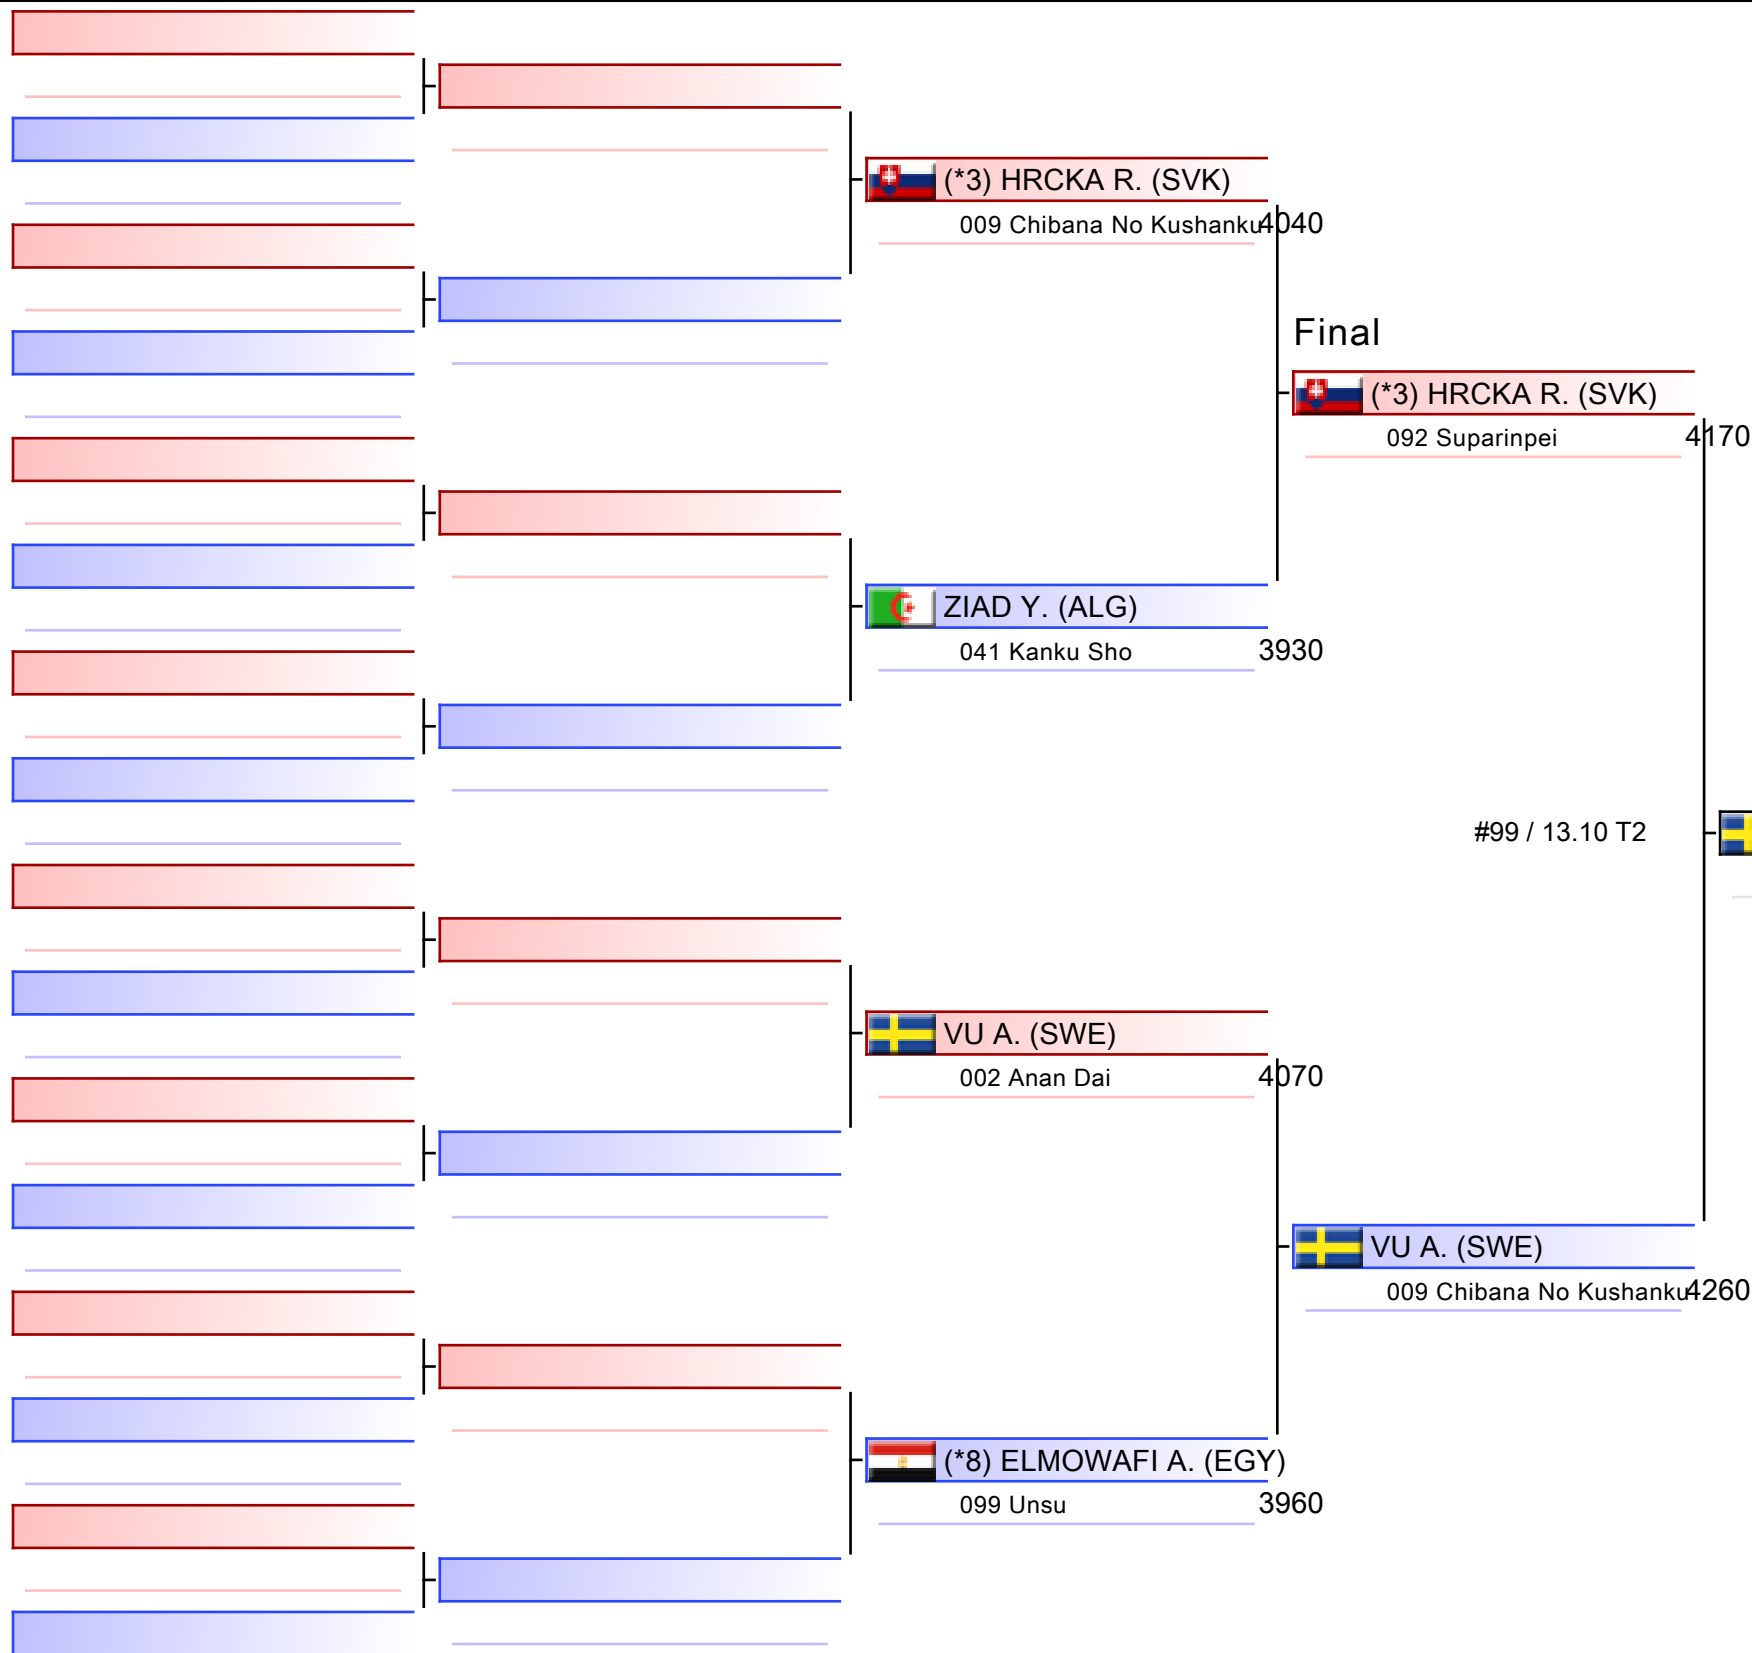 (*3) HRCKA R. (SVK)
009 Chibana No Kushanku 4040
Final
(*3) HRCKA R. (SVK)
092 Suparinpei 4170
ZIAD Y. (ALG)
041 Kanku Sho 3930
#99 / 13.10 T2
VU A. (SWE)
002 Anan Dai 4070
VU A. (SWE)
009 Chibana No Kushanku 4260
(*8) ELMOWAFI A. (EGY)
099 Unsu 3960